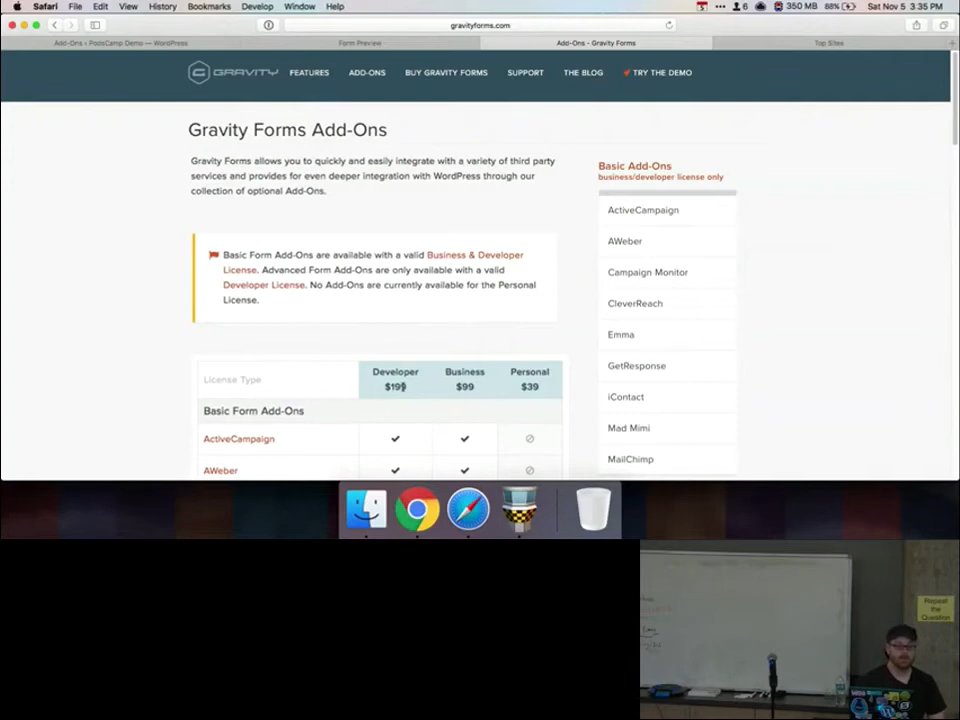 Safari File Edit View History Bookmarks Develop Window Help 5 6 350 MB 88% Sat Nov 5 3:35 PM
gravityforms.com
Add-Ons ‹ PodsCamp Demo — WordPress Form Preview Add-Ons - Gravity Forms Top Sites
GRAVITY FEATURES ADD-ONS BUY GRAVITY FORMS SUPPORT THE BLOG TRY THE DEMO
Gravity Forms Add-Ons
Gravity Forms allows you to quickly and easily integrate with a variety of third party
services and provides for even deeper integration with WordPress through our
collection of optional Add-Ons.
Basic Form Add-Ons are available with a valid Business & Developer
License. Advanced Form Add-Ons are only available with a valid
Developer License. No Add-Ons are currently available for the Personal
License.
License Type Developer Business Personal
$199 $99 $39
Basic Form Add-Ons
ActiveCampaign
AWeber
Basic Add-Ons
business/developer license only
ActiveCampaign
AWeber
Campaign Monitor
CleverReach
Emma
GetResponse
iContact
Mad Mimi
MailChimp
Repeat
the
Question